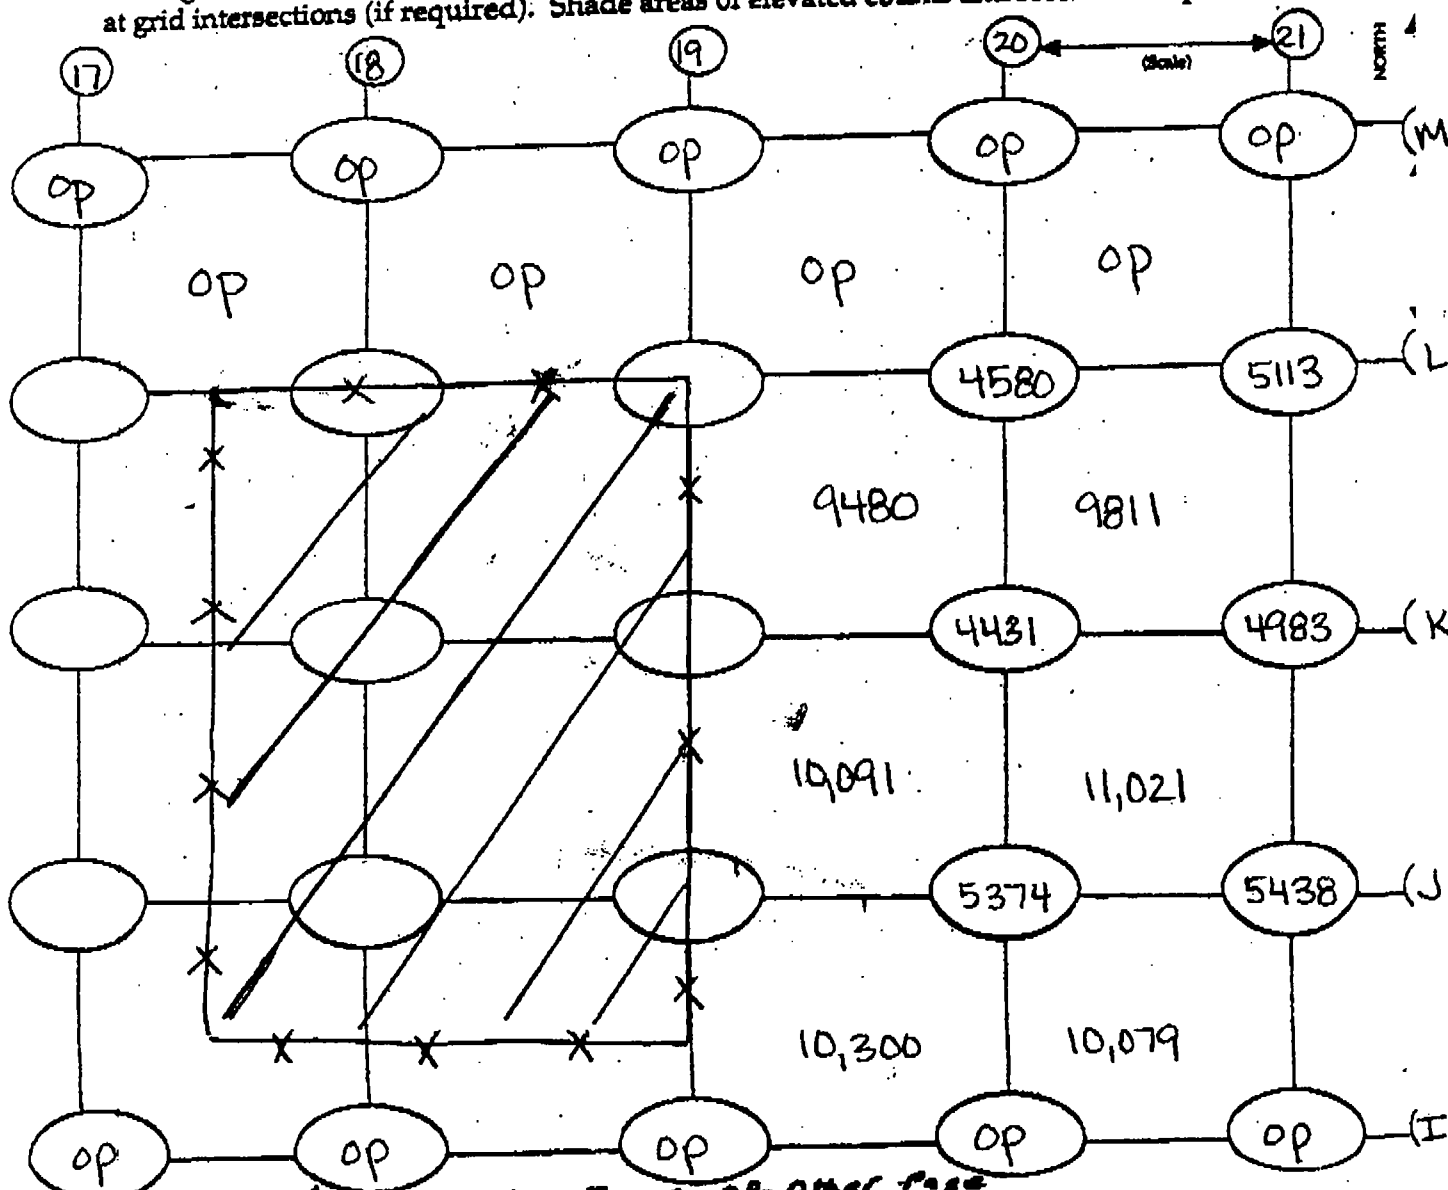 at grid intersections (if required). Shade areas of elevated
17 18 19 20 21
(Scale)
NORTH
op op op op op (M
op op op op
4580 5113 (L
9480 9811
4431 4983 (K
10,091 11,021
5374 5438 (J
10,300 10,079
op op op op op (I
other face